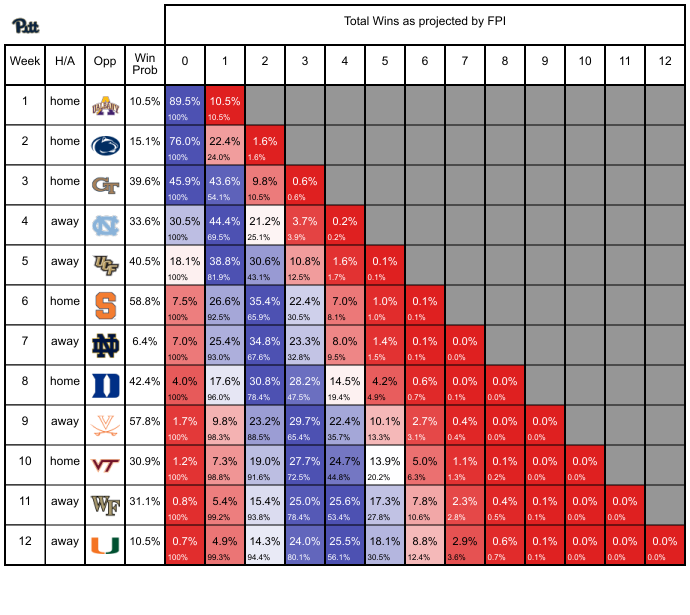 Pitt
Total Wins as projected by FPI
Week H/A Opp Win Prob 0 1 2 3 4 5 6 7 8 9 10 11 12
1 home ALBANY 10.5% 89.5% 10.5%
100% 10.5%
2 home 15.1% 76.0% 22.4% 1.6%
100% 24.0% 1.6%
3 home GT 39.6% 45.9% 43.6% 9.8% 0.6%
100% 54.1% 10.5% 0.6%
4 away NC 33.6% 30.5% 44.4% 21.2% 3.7% 0.2%
100% 69.5% 25.1% 3.9% 0.2%
5 away UCF 40.5% 18.1% 38.8% 30.6% 10.8% 1.6% 0.1%
100% 81.9% 43.1% 12.5% 1.7% 0.1%
6 home S 58.8% 7.5% 26.6% 35.4% 22.4% 7.0% 1.0% 0.1%
100% 92.5% 65.9% 30.5% 8.1% 1.0% 0.1%
7 away ND 6.4% 7.0% 25.4% 34.8% 23.3% 8.0% 1.4% 0.1% 0.0%
100% 93.0% 67.6% 32.8% 9.5% 1.5% 0.1% 0.0%
8 home D 42.4% 4.0% 17.6% 30.8% 28.2% 14.5% 4.2% 0.6% 0.0% 0.0%
100% 96.0% 78.4% 47.5% 19.4% 4.9% 0.7% 0.1% 0.0%
9 away V 57.8% 1.7% 9.8% 23.2% 29.7% 22.4% 10.1% 2.7% 0.4% 0.0% 0.0%
100% 98.3% 88.5% 65.4% 35.7% 13.3% 3.1% 0.4% 0.0% 0.0%
10 home VT 30.9% 1.2% 7.3% 19.0% 27.7% 24.7% 13.9% 5.0% 1.1% 0.1% 0.0% 0.0%
100% 98.8% 91.6% 72.5% 44.8% 20.2% 6.3% 1.3% 0.2% 0.0% 0.0%
11 away WF 31.1% 0.8% 5.4% 15.4% 25.0% 25.6% 17.3% 7.8% 2.3% 0.4% 0.1% 0.0% 0.0%
100% 99.2% 93.8% 78.4% 53.4% 27.8% 10.6% 2.8% 0.5% 0.1% 0.0% 0.0%
12 away U 10.5% 0.7% 4.9% 14.3% 24.0% 25.5% 18.1% 8.8% 2.9% 0.6% 0.1% 0.0% 0.0% 0.0%
100% 99.3% 94.4% 80.1% 56.1% 30.5% 12.4% 3.6% 0.7% 0.1% 0.0% 0.0% 0.0%